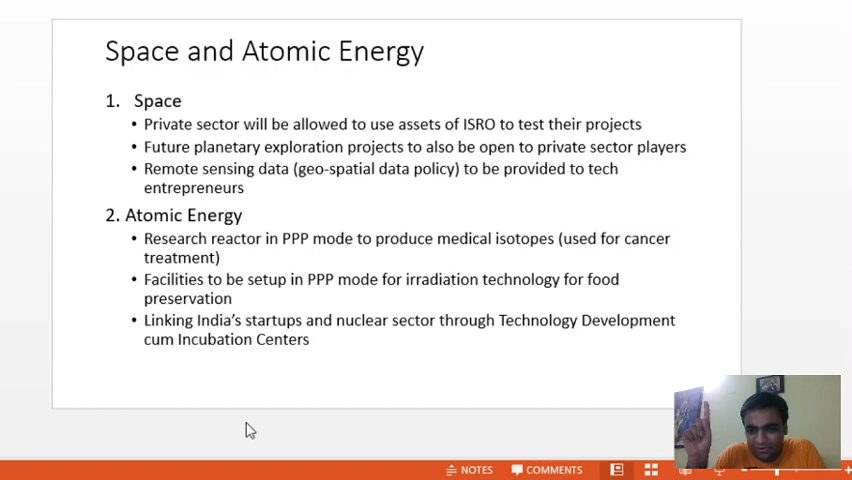 Space and Atomic Energy
1. Space
• Private sector will be allowed to use assets of ISRO to test their projects
• Future planetary exploration projects to also be open to private sector players
• Remote sensing data (geo-spatial data policy) to be provided to tech
entrepreneurs
2. Atomic Energy
• Research reactor in PPP mode to produce medical isotopes (used for cancer
treatment)
• Facilities to be setup in PPP mode for irradiation technology for food
preservation
• Linking India's startups and nuclear sector through Technology Development
cum Incubation Centers
NOTES COMMENTS